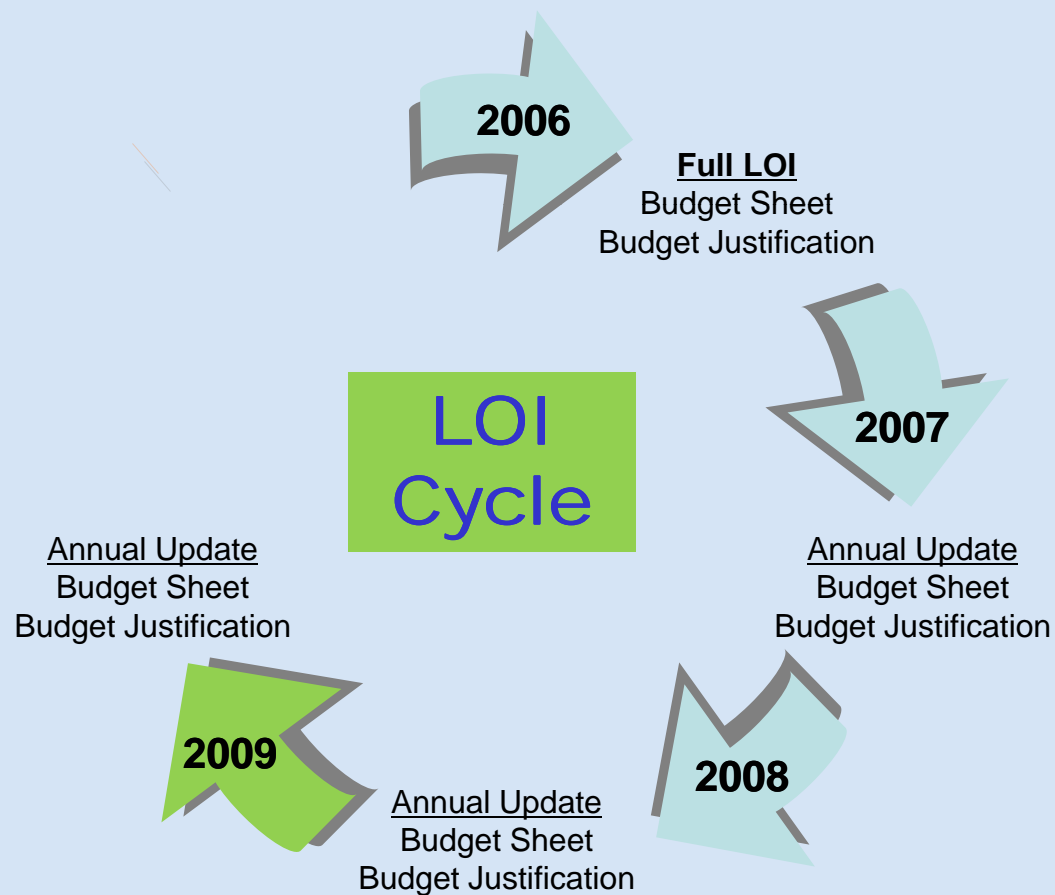 2006
Full LOI
Budget Sheet
Budget Justification
2007
LOI
Cycle
Annual Update
Budget Sheet
Budget Justification
2008
Annual Update
Budget Sheet
Budget Justification
2009
Annual Update
Budget Sheet
Budget Justification